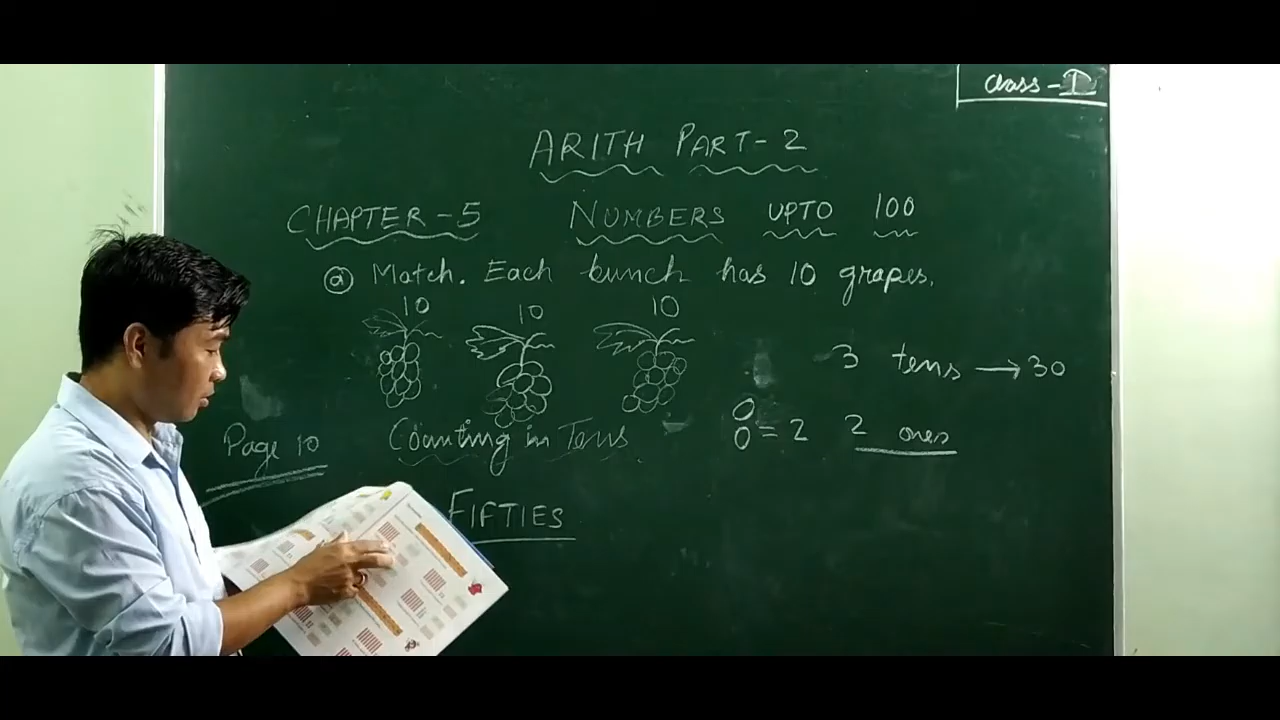 Class - I
ARITH PART - 2
CHAPTER - 5 NUMBERS UPTO 100
(a) Match. Each bunch has 10 grapes.
10 10 10
3 tens → 30
0
0 = 2 2 ones
Page 10 Counting in Tens
FIFTIES